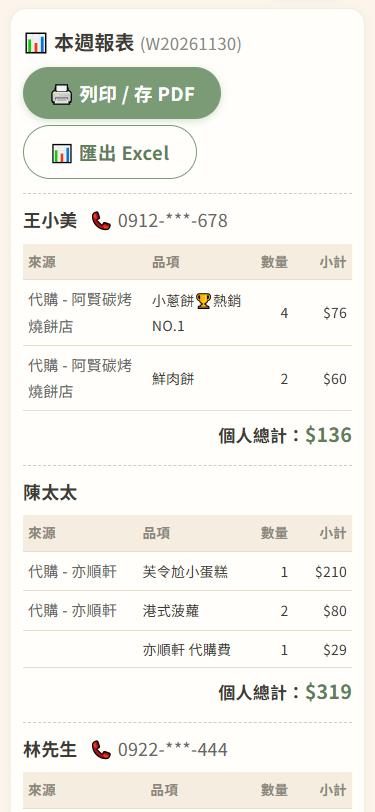 📊 本週報表 (W20261130)
🖨️ 列印 / 存 PDF
📊 匯出 Excel
王小美 📞 0912-***-678
來源 品項 數量 小計
代購 - 阿賢碳烤
燒餅店 小蔥餅🏆熱銷
NO.1 4 $76
代購 - 阿賢碳烤
燒餅店 鮮肉餅 2 $60
個人總計：$136
陳太太
來源 品項 數量 小計
代購 - 亦順軒 芙令尬小蛋糕 1 $210
代購 - 亦順軒 港式菠蘿 2 $80
亦順軒 代購費 1 $29
個人總計：$319
林先生 📞 0922-***-444
來源 品項 數量 小計